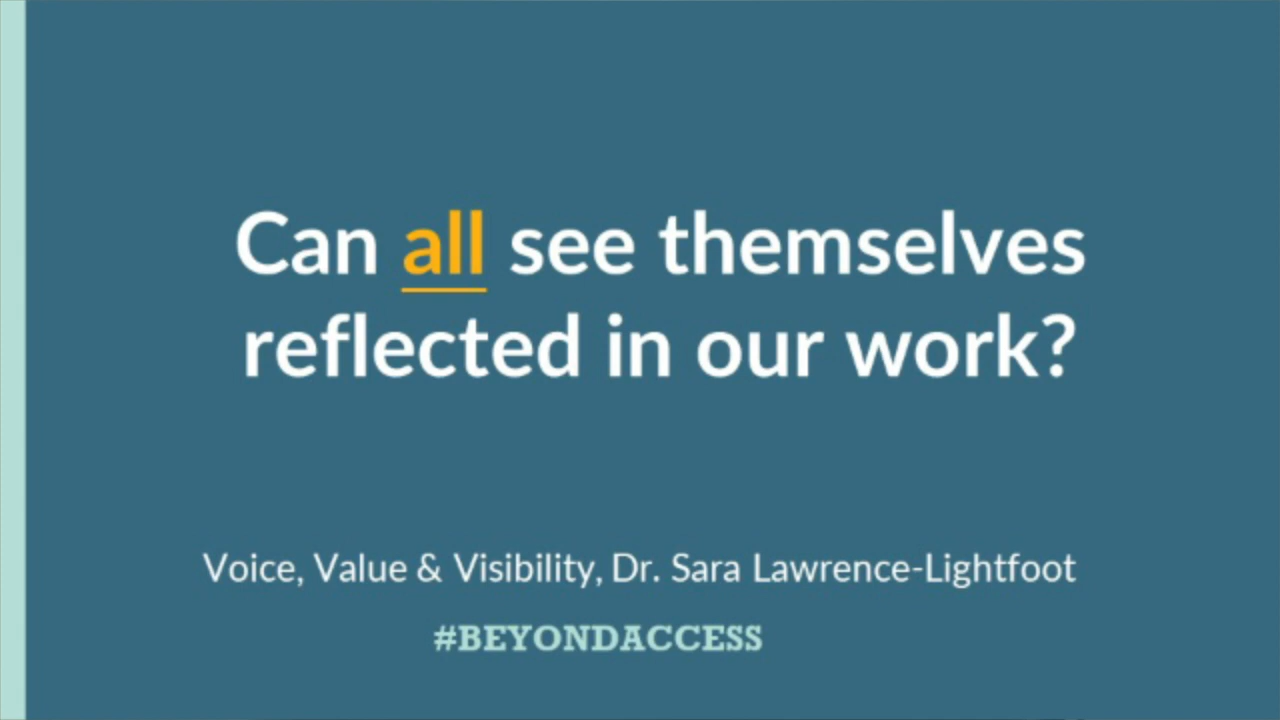 Can all see themselves
reflected in our work?
Voice, Value & Visibility, Dr. Sara Lawrence-Lightfoot
#BEYONDACCESS